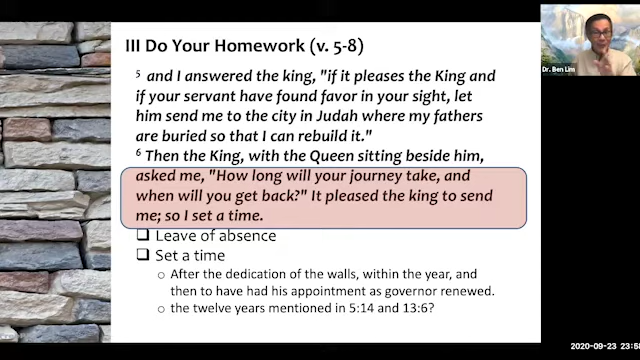 III Do Your Homework (v. 5-8)
5 and I answered the king, "if it pleases the King and
if your servant have found favor in your sight, let
him send me to the city in Judah where my fathers
are buried so that I can rebuild it."
6 Then the King, with the Queen sitting beside him,
asked me, "How long will your journey take, and
when will you get back?" It pleased the king to send
me; so I set a time.
❑ Leave of absence
❑ Set a time
o After the dedication of the walls, within the year, and
then to have had his appointment as governor renewed.
o the twelve years mentioned in 5:14 and 13:6?
Dr. Ben Lim
2020-09-23 23:5